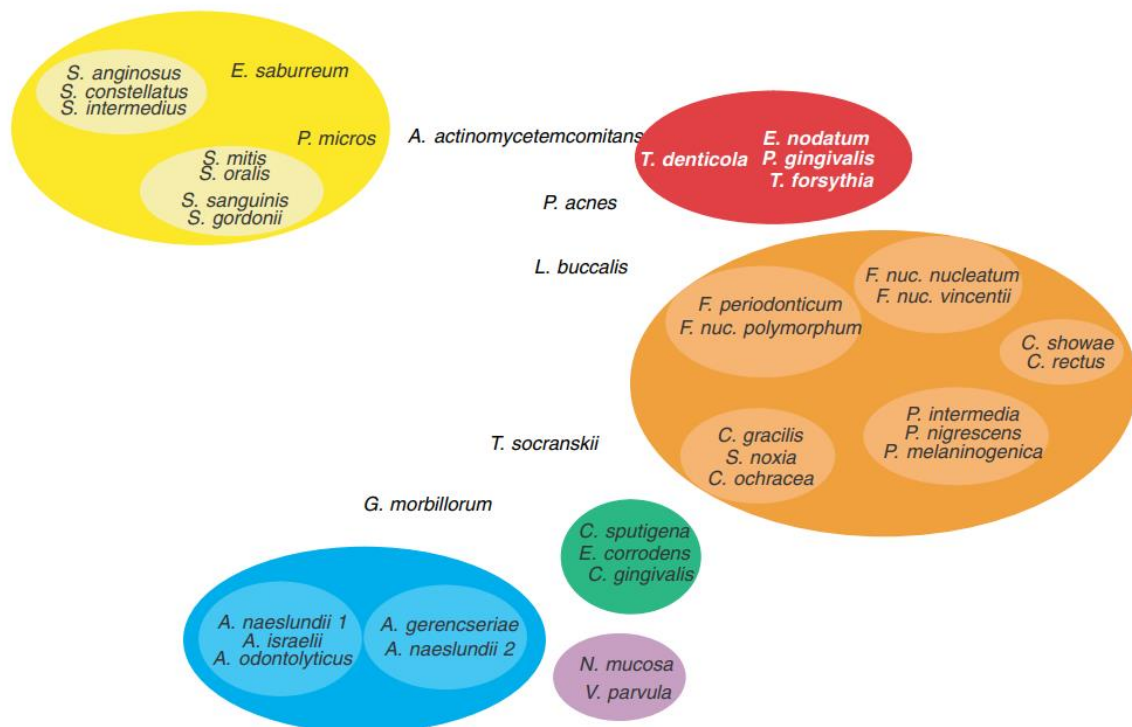 S. anginosus
S. constellatus
S. intermedius
E. saburreum
P. micros
S. mitis
S. oralis
S. sanguinis
S. gordonii
A. actinomycetemcomitans
P. acnes
L. buccalis
T. denticola
E. nodatum
P. gingivalis
T. forsythia
F. periodonticum
F. nuc. polymorphum
F. nuc. nucleatum
F. nuc. vincentii
C. showae
C. rectus
C. gracilis
S. noxia
C. ochracea
P. intermedia
P. nigrescens
P. melaninogenica
T. socranskii
G. morbillorum
C. sputigena
E. corrodens
C. gingivalis
A. naeslundii 1
A. israelii
A. odontolyticus
A. gerencseriae
A. naeslundii 2
N. mucosa
V. parvula